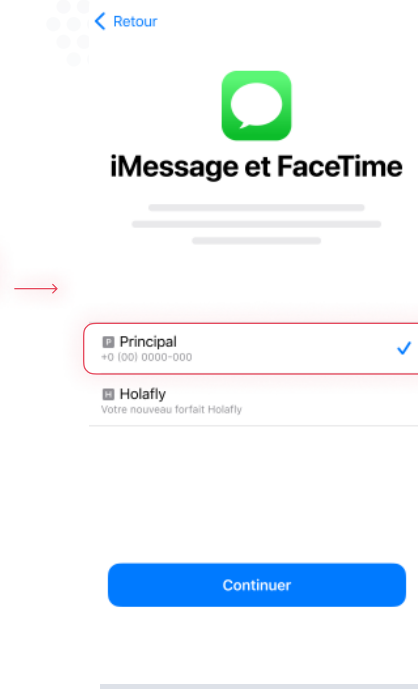 Retour
iMessage et FaceTime
P Principal
+0 (00) 0000-000
H Holafly
Votre nouveau forfait Holafly
Continuer